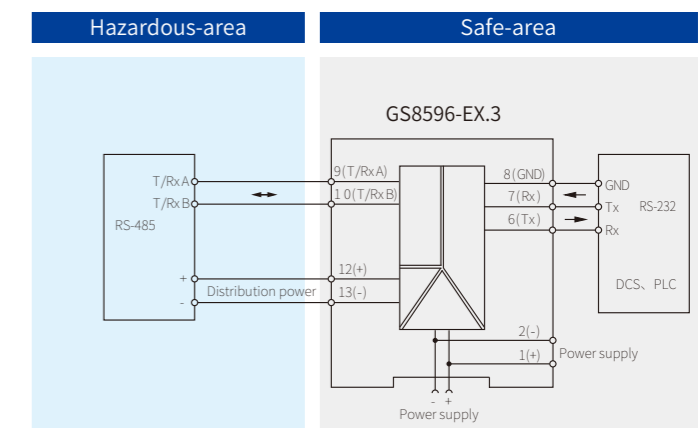 Hazardous-area
Safe-area
GS8596-EX.3
T/RxA
T/RxB
RS-485
+
-
Distribution power
9(T/RxA)
10(T/RxB)
12(+)
13(-)
8(GND)
7(Rx)
6(Tx)
2(-)
1(+)
GND
Tx
RS-232
Rx
DCS、PLC
Power supply
- +
Power supply